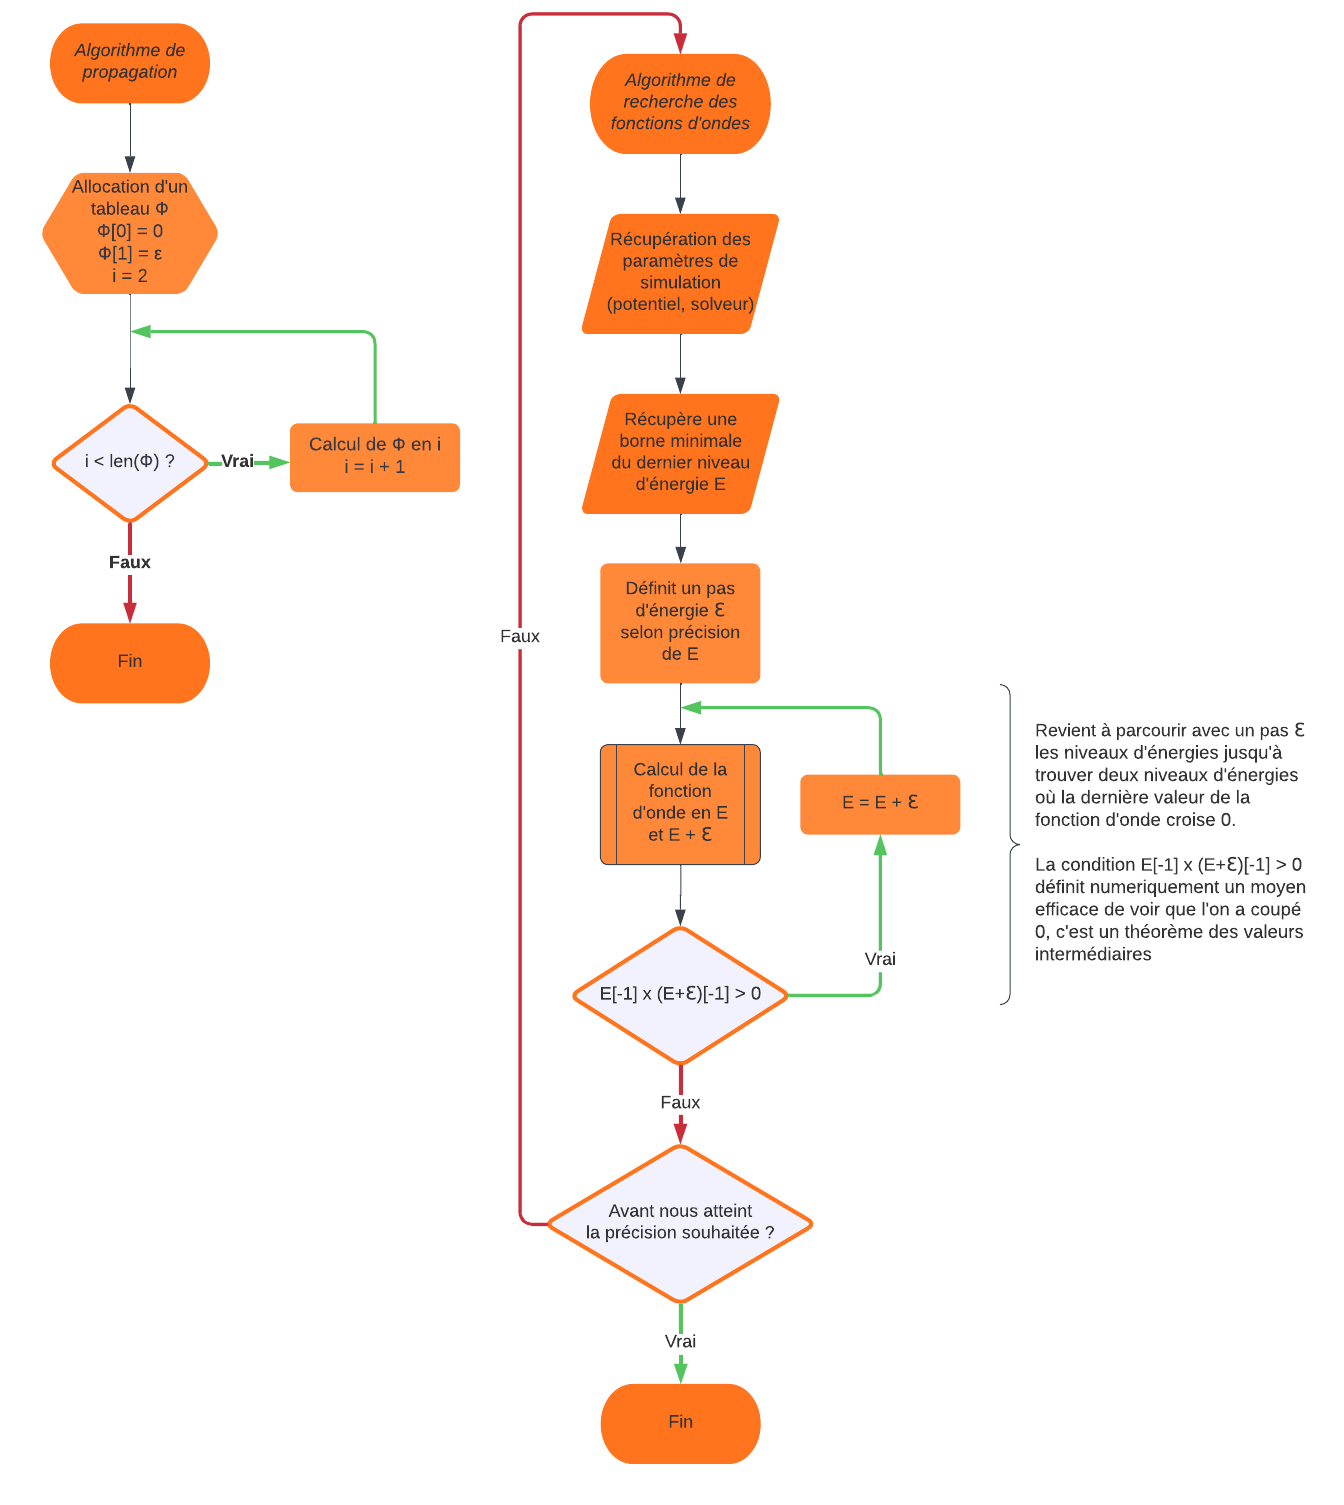 Algorithme de
propagation
Allocation d'un
tableau Φ
Φ[0] = 0
Φ[1] = ε
i = 2
i < len(Φ) ?
Vrai
Calcul de Φ en i
i = i + 1
Faux
Fin
Algorithme de
recherche des
fonctions d'ondes
Récupération des
paramètres de
simulation
(potentiel, solveur)
Récupère une
borne minimale
du dernier niveau
d'énergie E
Définit un pas
d'énergie Ɛ
selon précision
de E
Faux
Calcul de la
fonction
d'onde en E
et E + Ɛ
E = E + Ɛ
Vrai
E[-1] x (E+Ɛ)[-1] > 0
Faux
Avant nous atteint
la précision souhaitée ?
Vrai
Fin
Revient à parcourir avec un pas Ɛ
les niveaux d'énergies jusqu'à
trouver deux niveaux d'énergies
où la dernière valeur de la
fonction d'onde croise 0.
La condition E[-1] x (E+Ɛ)[-1] > 0
définit numeriquement un moyen
efficace de voir que l'on a coupé
0, c'est un théorème des valeurs
intermédiaires